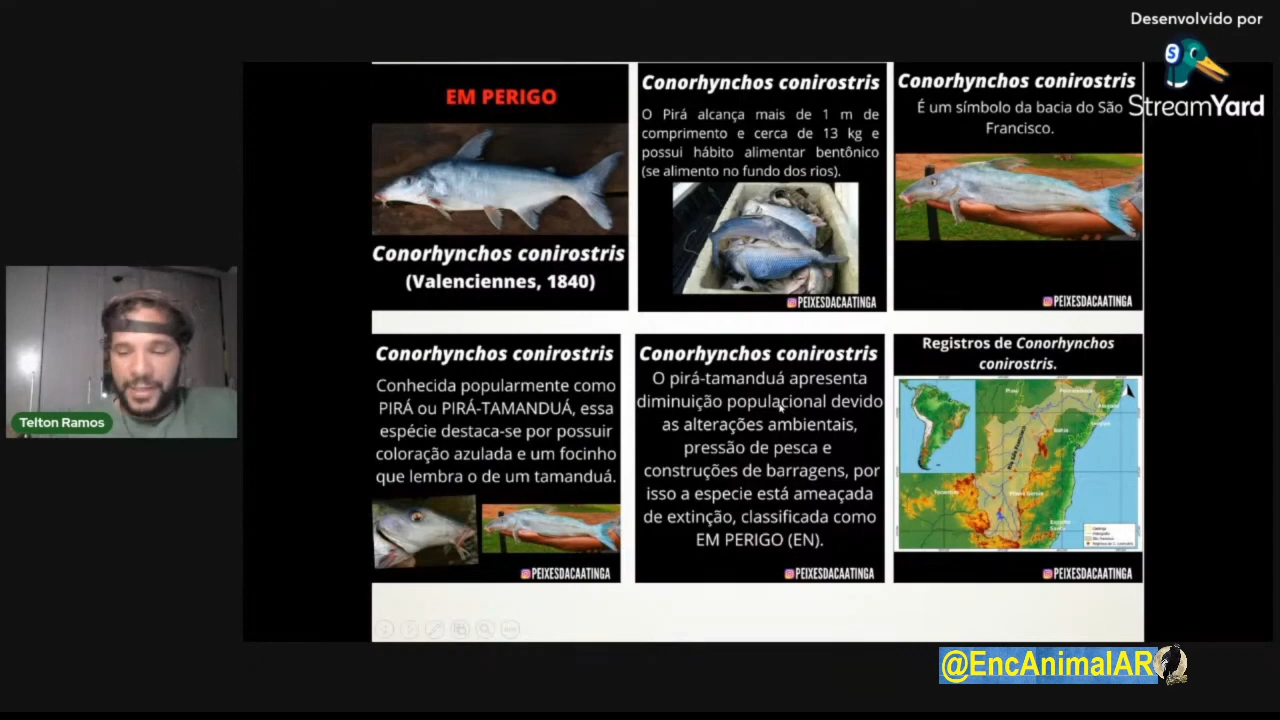 Desenvolvido por
StreamYard
EM PERIGO
Conorhynchos conirostris
(Valenciennes, 1840)
Conorhynchos conirostris
O Pirá alcança mais de 1 m de
comprimento e cerca de 13 kg e
possui hábito alimentar bentônico
(se alimento no fundo dos rios).
PEIXESDACAATINGA
Conorhynchos conirostris
É um símbolo da bacia do São
Francisco.
PEIXESDACAATINGA
Telton Ramos
Conorhynchos conirostris
Conhecida popularmente como
PIRÁ ou PIRÁ-TAMANDUÁ, essa
espécie destaca-se por possuir
coloração azulada e um focinho
que lembra o de um tamanduá.
PEIXESDACAATINGA
Conorhynchos conirostris
O pirá-tamanduá apresenta
diminuição populacional devido
as alterações ambientais,
pressão de pesca e
construções de barragens, por
isso a especie está ameaçada
de extinção, classificada como
EM PERIGO (EN).
PEIXESDACAATINGA
Registros de Conorhynchos
conirostris.
Bahia
PEIXESDACAATINGA
@EncAnimalAR